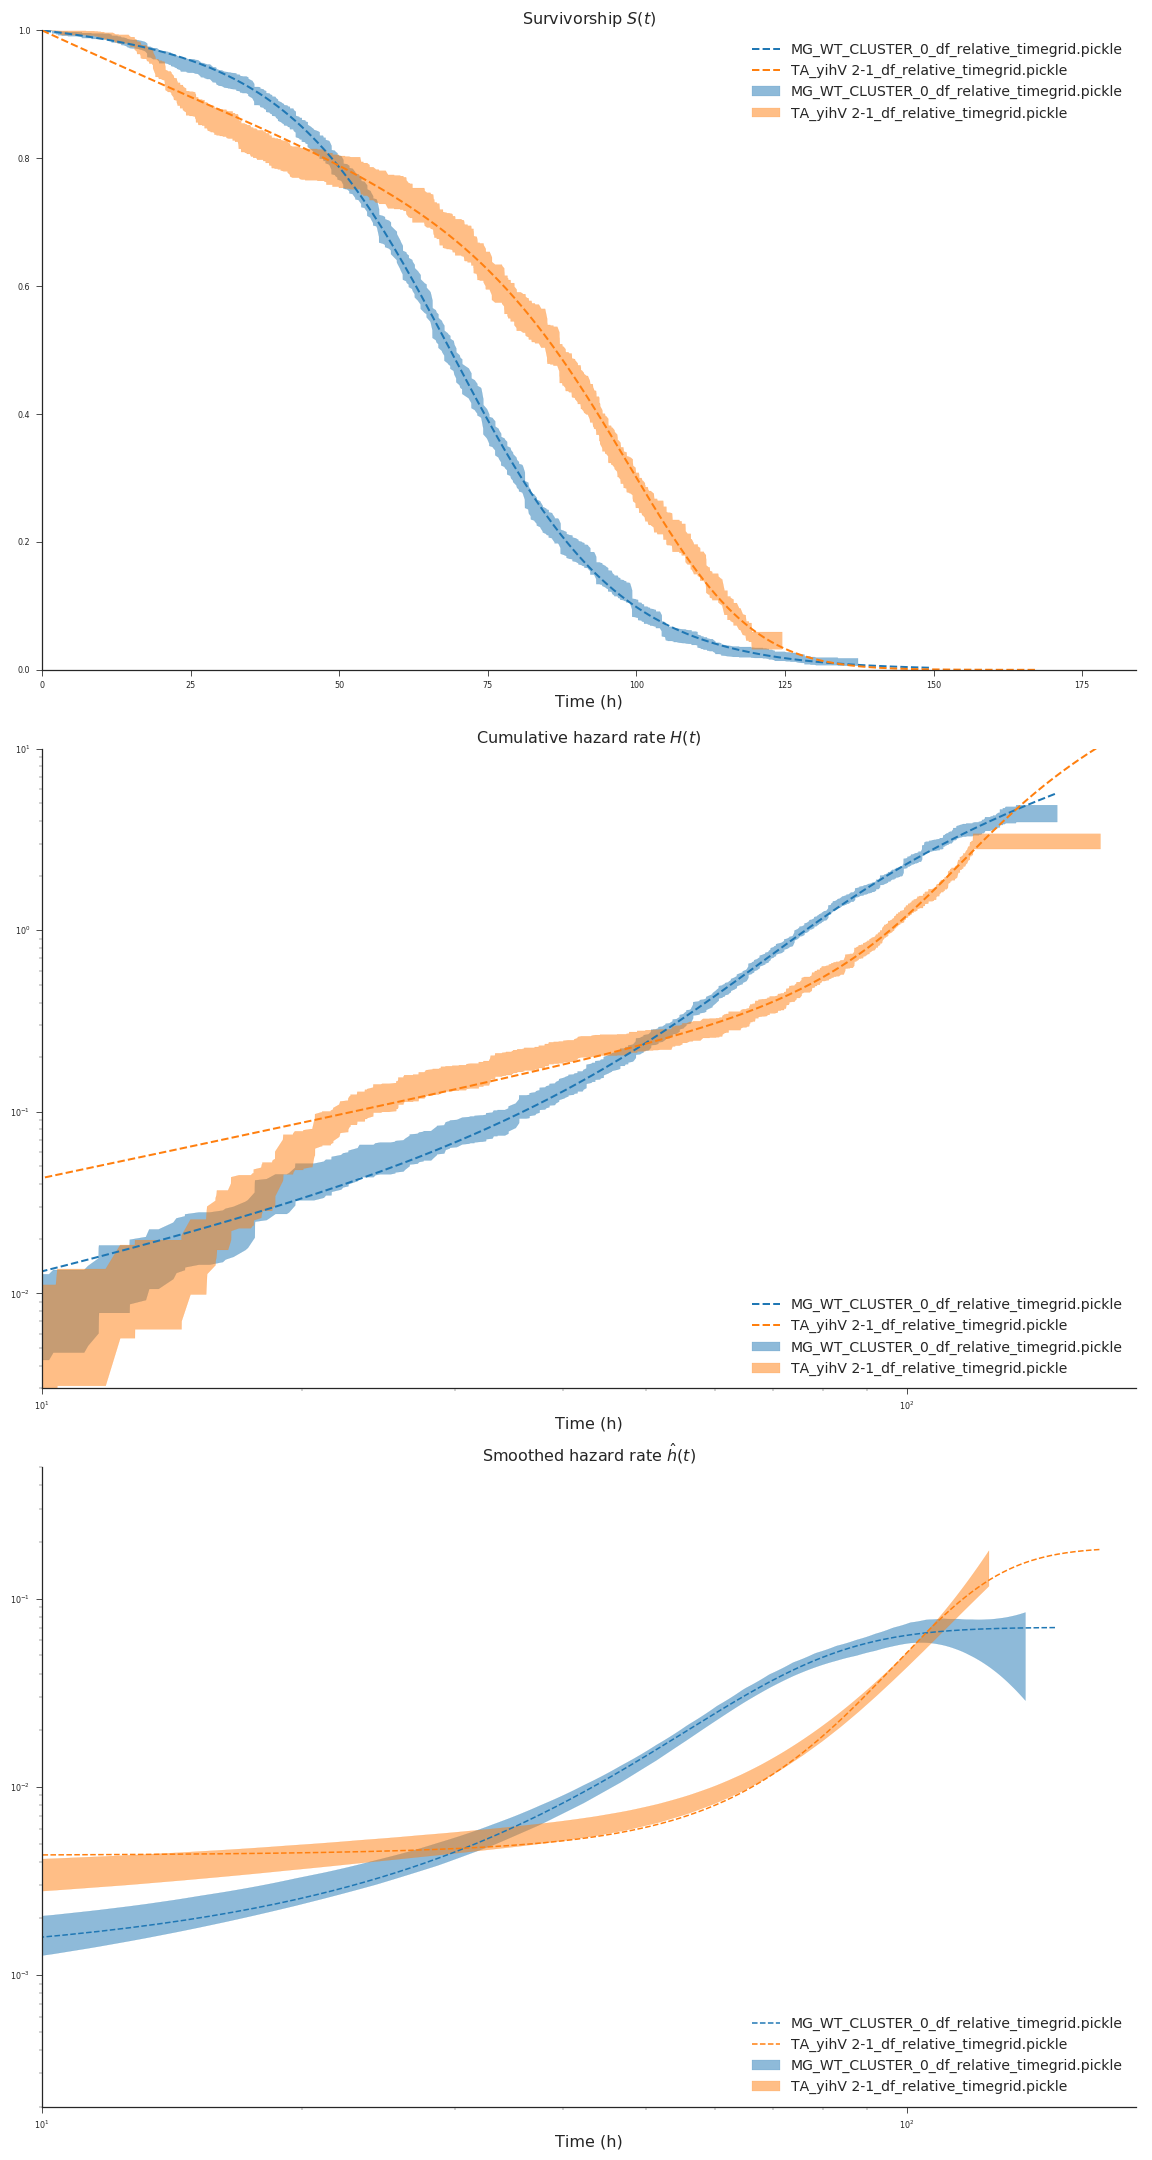 Survivorship S(t)
1.0
0.8
0.6
0.4
0.2
0.0
MG_WT_CLUSTER_0_df_relative_timegrid.pickle
TA_yihV 2-1_df_relative_timegrid.pickle
MG_WT_CLUSTER_0_df_relative_timegrid.pickle
TA_yihV 2-1_df_relative_timegrid.pickle
0 25 50 75 100 125 150 175
Time (h)
Cumulative hazard rate H(t)
10¹
10⁰
10⁻¹
10⁻²
MG_WT_CLUSTER_0_df_relative_timegrid.pickle
TA_yihV 2-1_df_relative_timegrid.pickle
MG_WT_CLUSTER_0_df_relative_timegrid.pickle
TA_yihV 2-1_df_relative_timegrid.pickle
10¹ 10²
Time (h)
Smoothed hazard rate ĥ(t)
10⁻¹
10⁻²
10⁻³
MG_WT_CLUSTER_0_df_relative_timegrid.pickle
TA_yihV 2-1_df_relative_timegrid.pickle
MG_WT_CLUSTER_0_df_relative_timegrid.pickle
TA_yihV 2-1_df_relative_timegrid.pickle
10¹ 10²
Time (h)